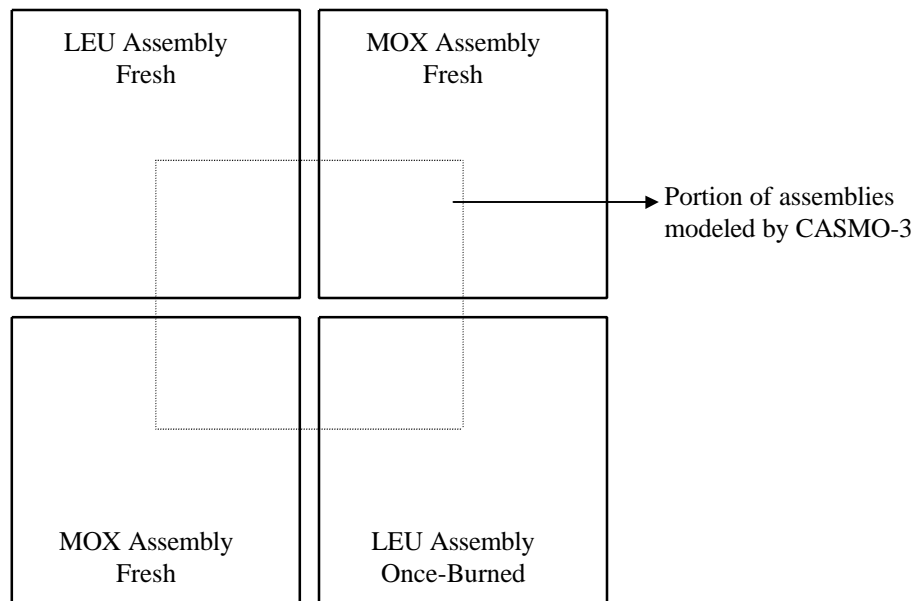 LEU Assembly
Fresh
MOX Assembly
Fresh
Portion of assemblies
modeled by CASMO-3
MOX Assembly
Fresh
LEU Assembly
Once-Burned